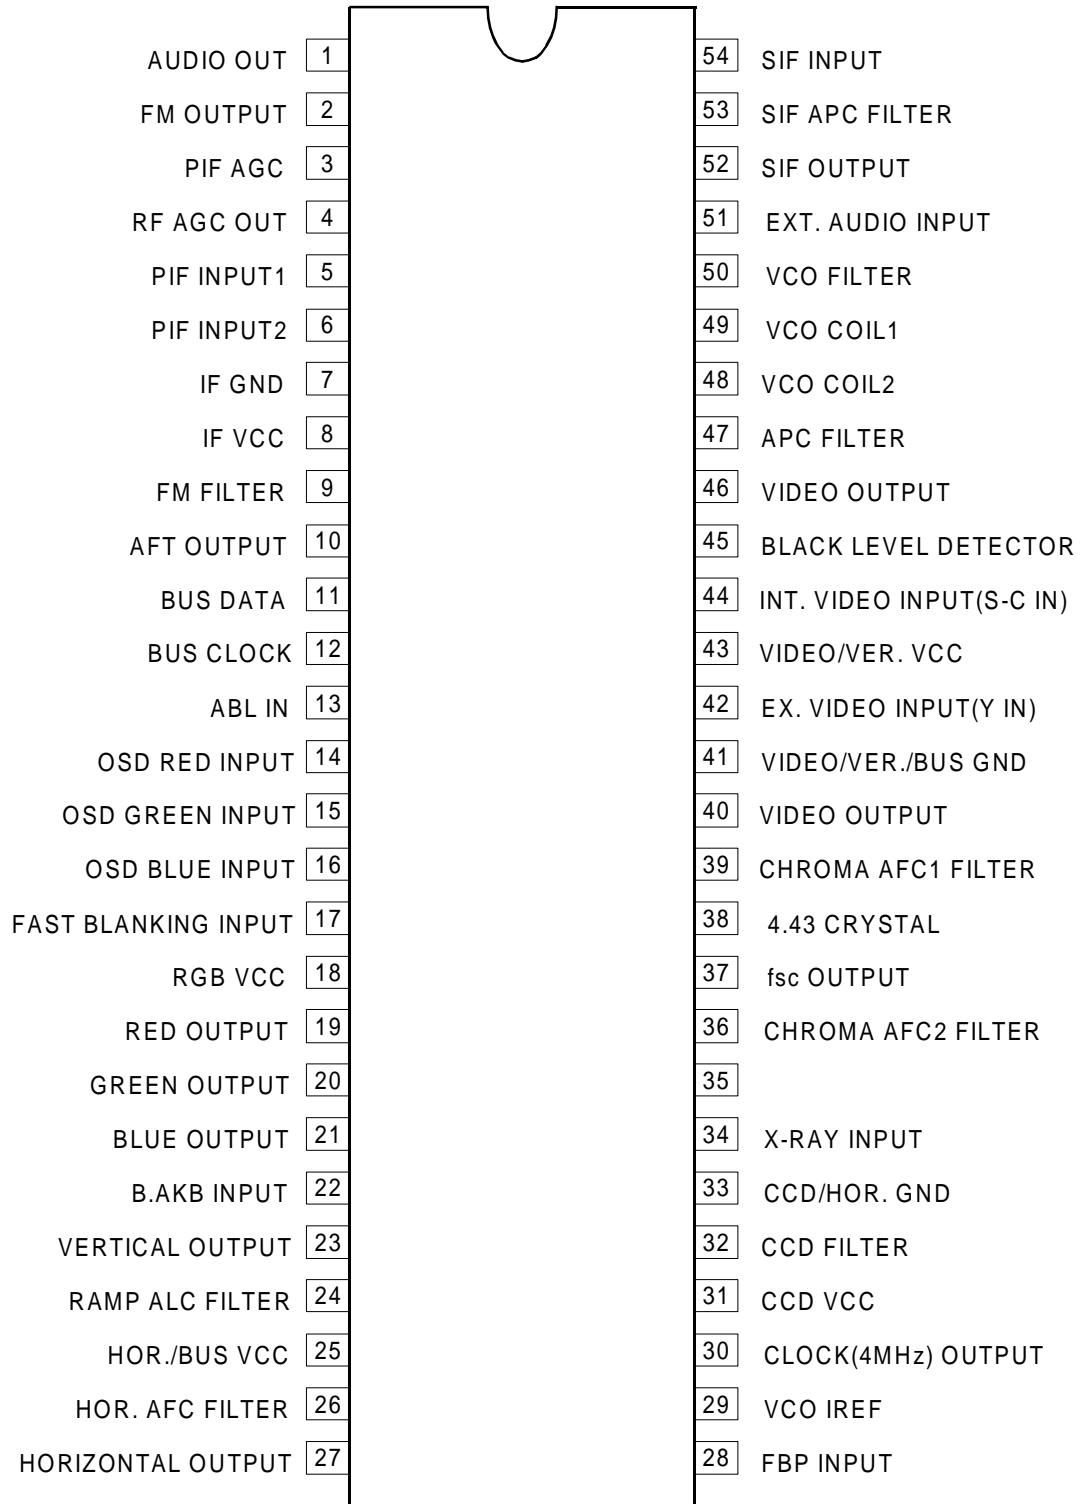 AUDIO OUT 1 54 SIF INPUT
FM OUTPUT 2 53 SIF APC FILTER
PIF AGC 3 52 SIF OUTPUT
RF AGC OUT 4 51 EXT. AUDIO INPUT
PIF INPUT1 5 50 VCO FILTER
PIF INPUT2 6 49 VCO COIL1
IF GND 7 48 VCO COIL2
IF VCC 8 47 APC FILTER
FM FILTER 9 46 VIDEO OUTPUT
AFT OUTPUT 10 45 BLACK LEVEL DETECTOR
BUS DATA 11 44 INT. VIDEO INPUT(S-C IN)
BUS CLOCK 12 43 VIDEO/VER. VCC
ABL IN 13 42 EX. VIDEO INPUT(Y IN)
OSD RED INPUT 14 41 VIDEO/VER./BUS GND
OSD GREEN INPUT 15 40 VIDEO OUTPUT
OSD BLUE INPUT 16 39 CHROMA AFC1 FILTER
FAST BLANKING INPUT 17 38 4.43 CRYSTAL
RGB VCC 18 37 fsc OUTPUT
RED OUTPUT 19 36 CHROMA AFC2 FILTER
GREEN OUTPUT 20 35
BLUE OUTPUT 21 34 X-RAY INPUT
B.AKB INPUT 22 33 CCD/HOR. GND
VERTICAL OUTPUT 23 32 CCD FILTER
RAMP ALC FILTER 24 31 CCD VCC
HOR./BUS VCC 25 30 CLOCK(4MHz) OUTPUT
HOR. AFC FILTER 26 29 VCO IREF
HORIZONTAL OUTPUT 27 28 FBP INPUT